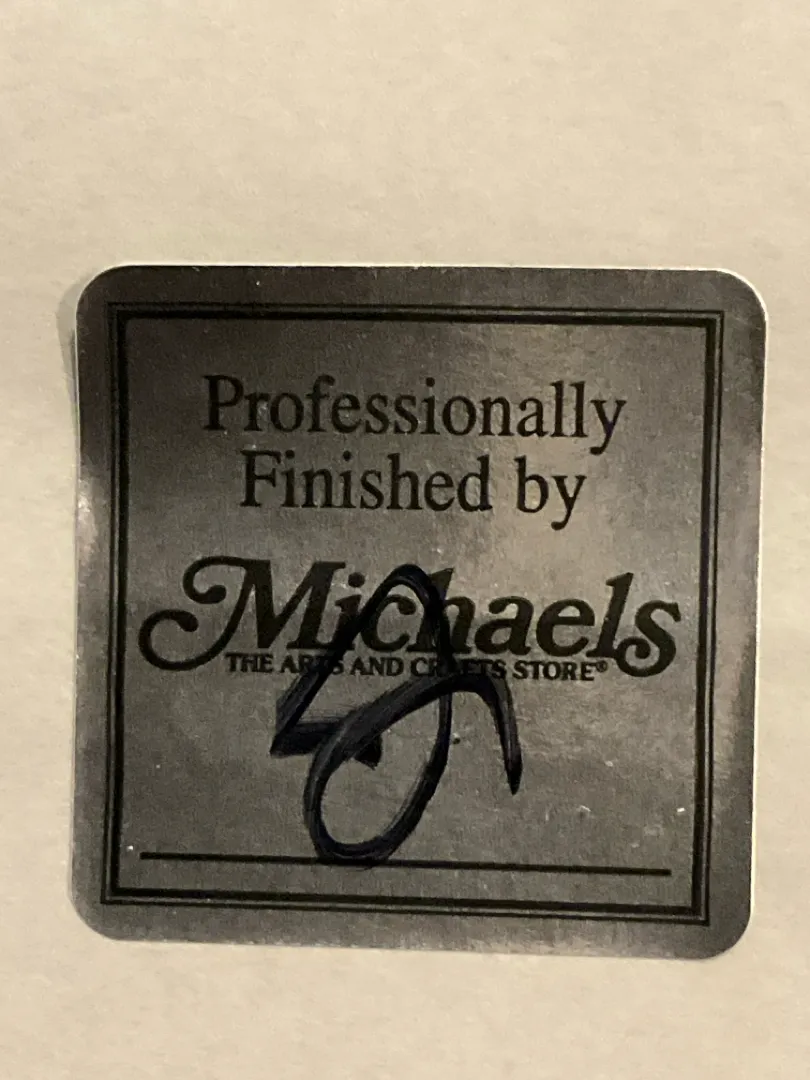 Professionally
Finished by
Michaels
THE ARTS AND CRAFTS STORE®